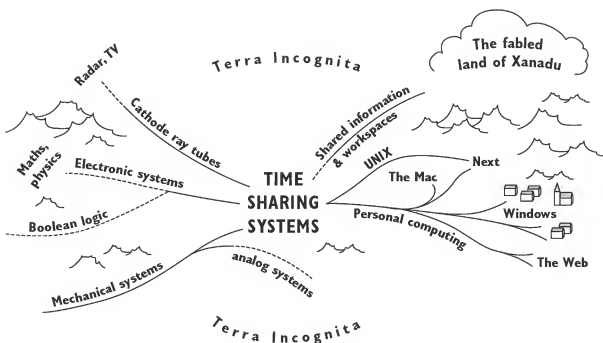 Radar, TV
Terra Incognita
The fabled
land of Xanadu
Cathode ray tubes
Shared information
& workspaces
Maths,
physics
Electronic systems
TIME
SHARING
SYSTEMS
UNIX
Next
The Mac
Boolean logic
Personal computing
Windows
Mechanical systems
analog systems
The Web
Terra Incognita